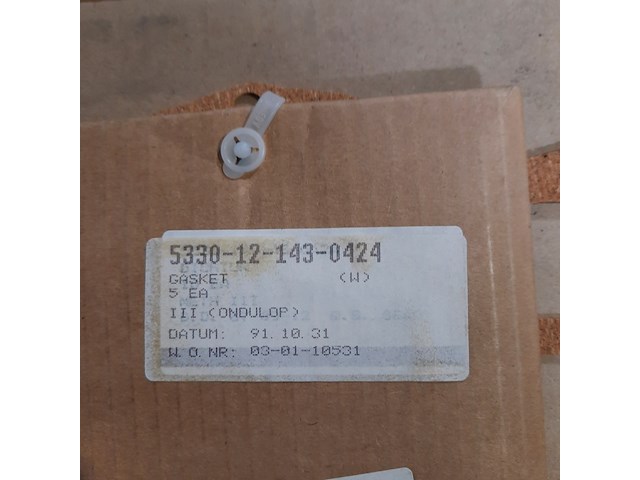 5330-12-143-0424
GASKET (W)
5 EA
III (ONDULOP)
DATUM: 91.10.31
W.O.NR: 03-01-10531